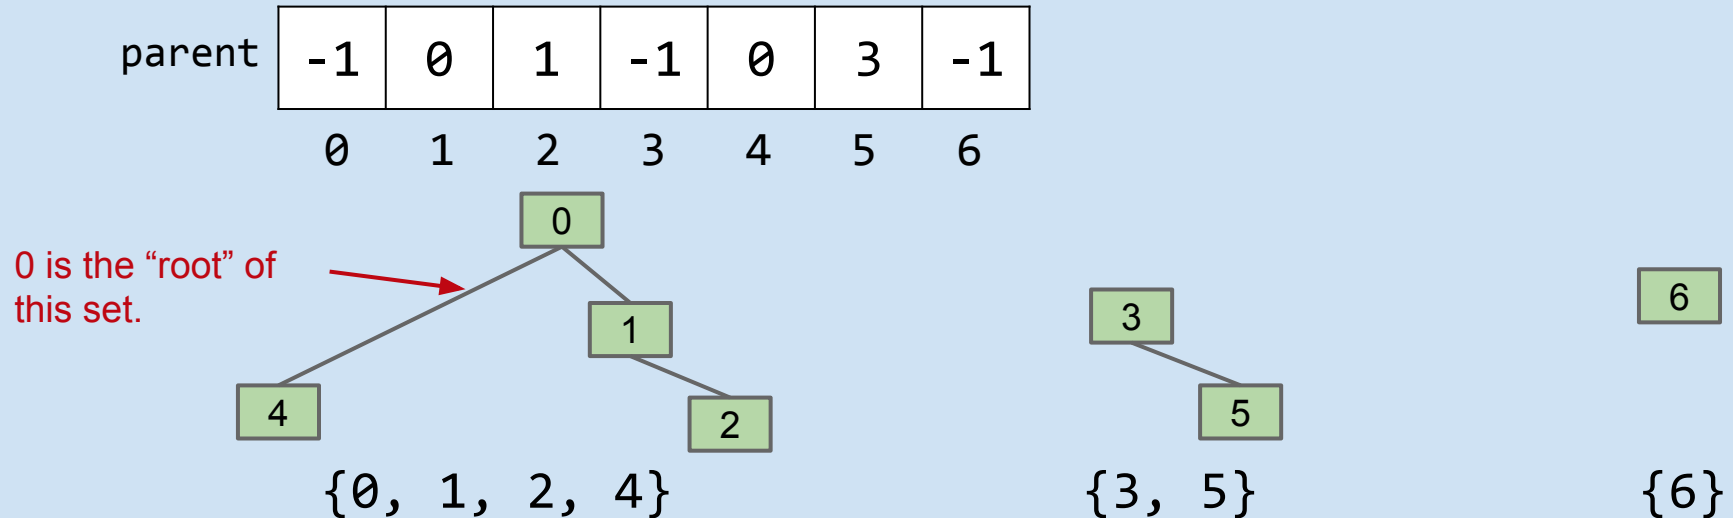 parent -1 0 1 -1 0 3 -1
0 1 2 3 4 5 6
0
0 is the “root” of
this set.
1
3
6
4
2
5
{0, 1, 2, 4} {3, 5} {6}